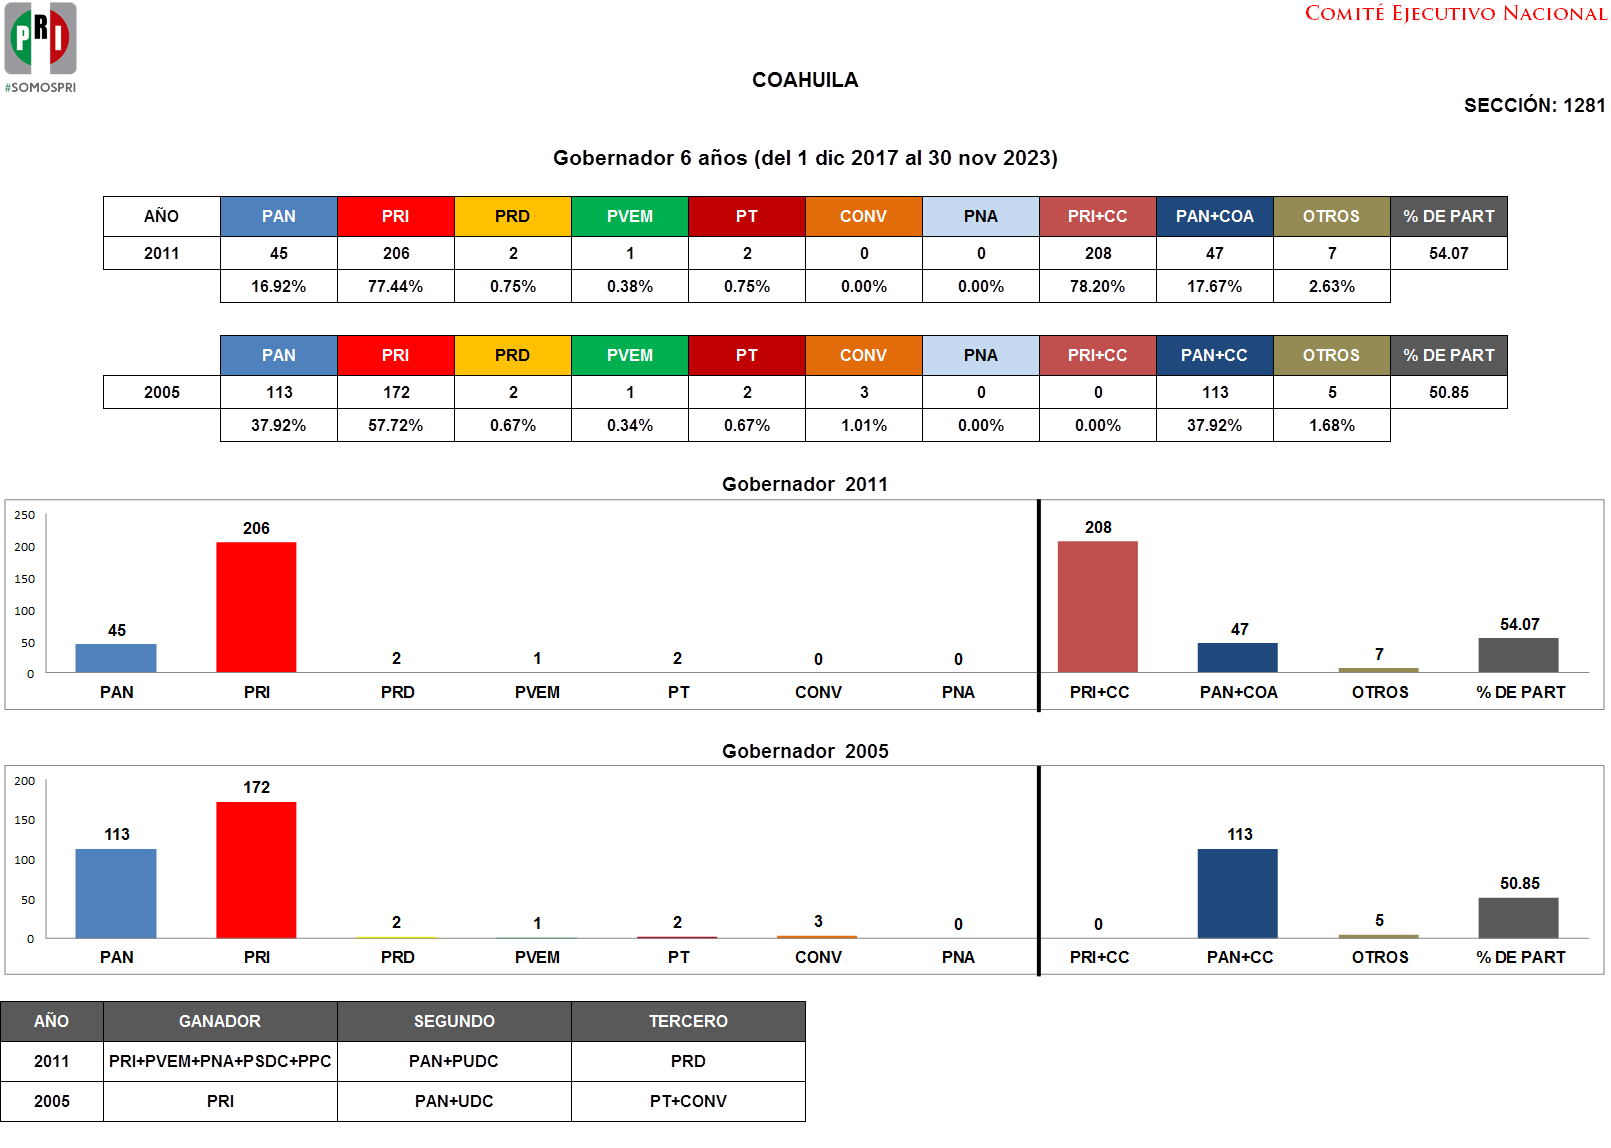 PRI
#SOMOSPRI
COMITÉ EJECUTIVO NACIONAL
COAHUILA
SECCIÓN: 1281
Gobernador 6 años (del 1 dic 2017 al 30 nov 2023)
AÑO PAN PRI PRD PVEM PT CONV PNA PRI+CC PAN+COA OTROS % DE PART
2011 45 206 2 1 2 0 0 208 47 7 54.07
16.92% 77.44% 0.75% 0.38% 0.75% 0.00% 0.00% 78.20% 17.67% 2.63%
PAN PRI PRD PVEM PT CONV PNA PRI+CC PAN+CC OTROS % DE PART
2005 113 172 2 1 2 3 0 0 113 5 50.85
37.92% 57.72% 0.67% 0.34% 0.67% 1.01% 0.00% 0.00% 37.92% 1.68%
Gobernador 2011
250
200
150
100
50
0
45 206 2 1 2 0 0 208 47 7 54.07
PAN PRI PRD PVEM PT CONV PNA PRI+CC PAN+COA OTROS % DE PART
Gobernador 2005
200
150
100
50
0
113 172 2 1 2 3 0 0 113 5 50.85
PAN PRI PRD PVEM PT CONV PNA PRI+CC PAN+CC OTROS % DE PART
AÑO GANADOR SEGUNDO TERCERO
2011 PRI+PVEM+PNA+PSDC+PPC PAN+PUDC PRD
2005 PRI PAN+UDC PT+CONV